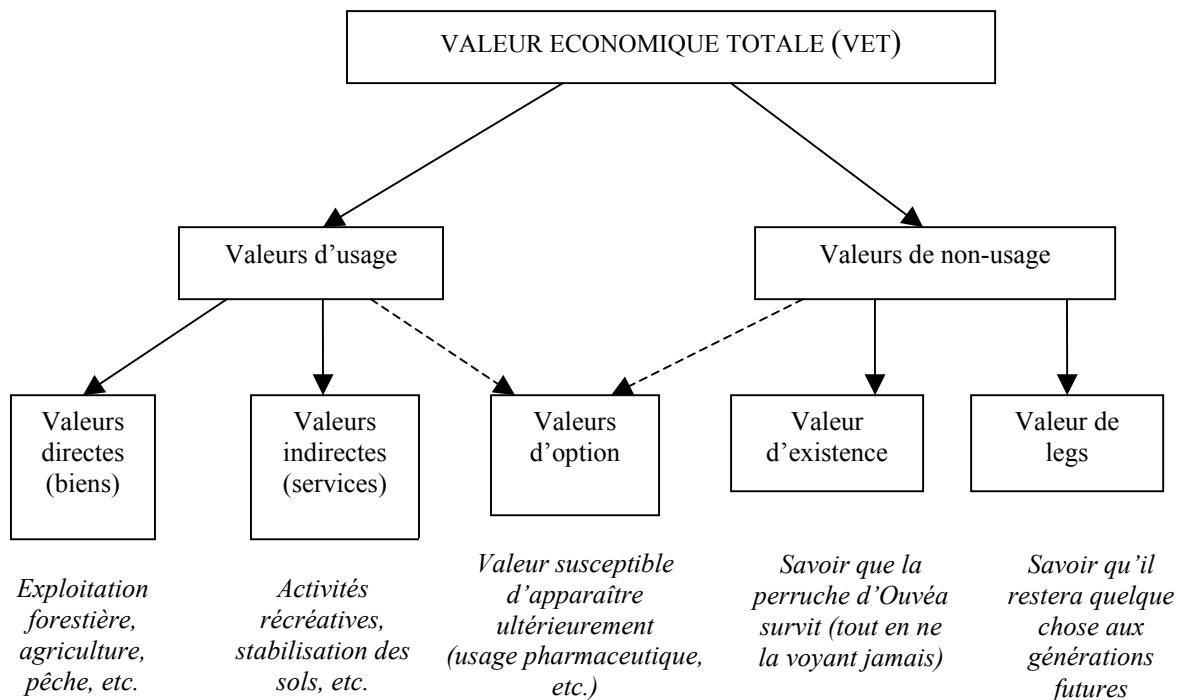 VALEUR ECONOMIQUE TOTALE (VET)
Valeurs d’usage
Valeurs de non-usage
Valeurs
directes
(biens)
Valeurs
indirectes
(services)
Valeurs
d’option
Valeur
d’existence
Valeur de
legs
Exploitation
forestière,
agriculture,
pêche, etc.
Activités
récréatives,
stabilisation des
sols, etc.
Valeur susceptible
d’apparaître
ultérieurement
(usage pharmaceutique,
etc.)
Savoir que la
perruche d’Ouvéa
survit (tout en ne
la voyant jamais)
Savoir qu’il
restera quelque
chose aux
générations
futures